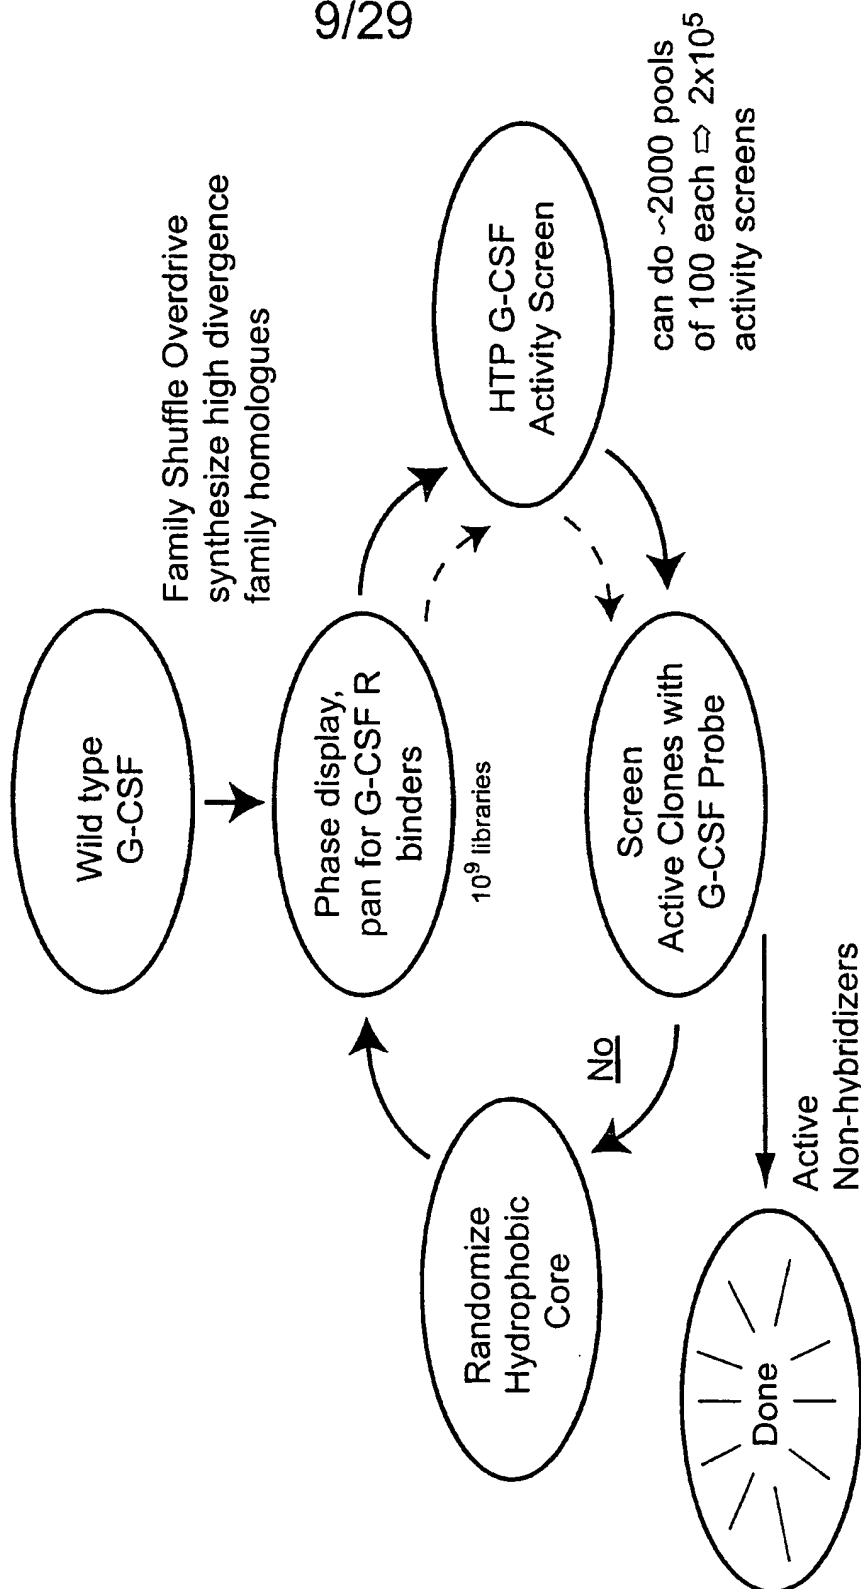 9/29
Wild type
G-CSF
Family Shuffle Overdrive
synthesize high divergence
family homologues
Phase display,
pan for G-CSF R
binders
10⁹ libraries
HTP G-CSF
Activity Screen
can do ~2000 pools
of 100 each ⇨ 2x10⁵
activity screens
Screen
Active Clones with
G-CSF Probe
No
Randomize
Hydrophobic
Core
Active
Non-hybridizers
Done